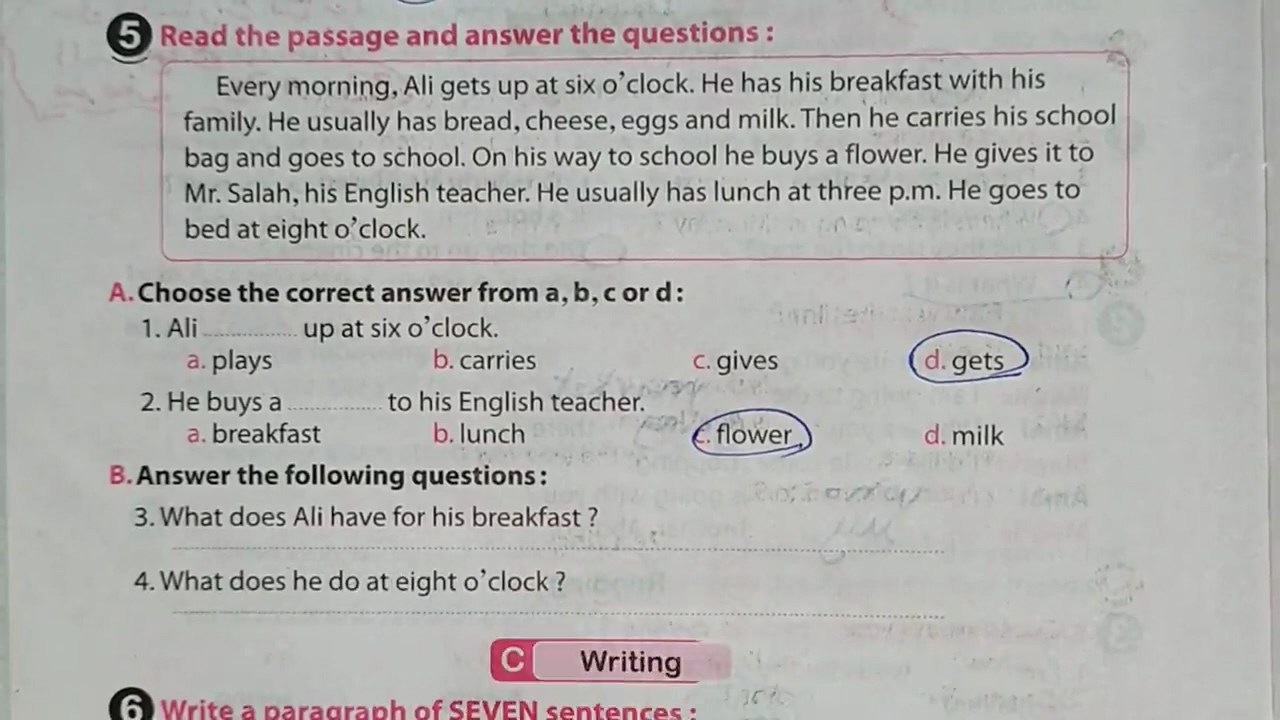 5 Read the passage and answer the questions :
Every morning, Ali gets up at six o'clock. He has his breakfast with his
family. He usually has bread, cheese, eggs and milk. Then he carries his school
bag and goes to school. On his way to school he buys a flower. He gives it to
Mr. Salah, his English teacher. He usually has lunch at three p.m. He goes to
bed at eight o'clock.
A. Choose the correct answer from a, b, c or d :
1. Ali ................ up at six o'clock.
a. plays b. carries c. gives d. gets
2. He buys a ................ to his English teacher.
a. breakfast b. lunch c. flower d. milk
B. Answer the following questions :
3. What does Ali have for his breakfast ?
4. What does he do at eight o'clock ?
C Writing
6 Write a paragraph of SEVEN sentences :